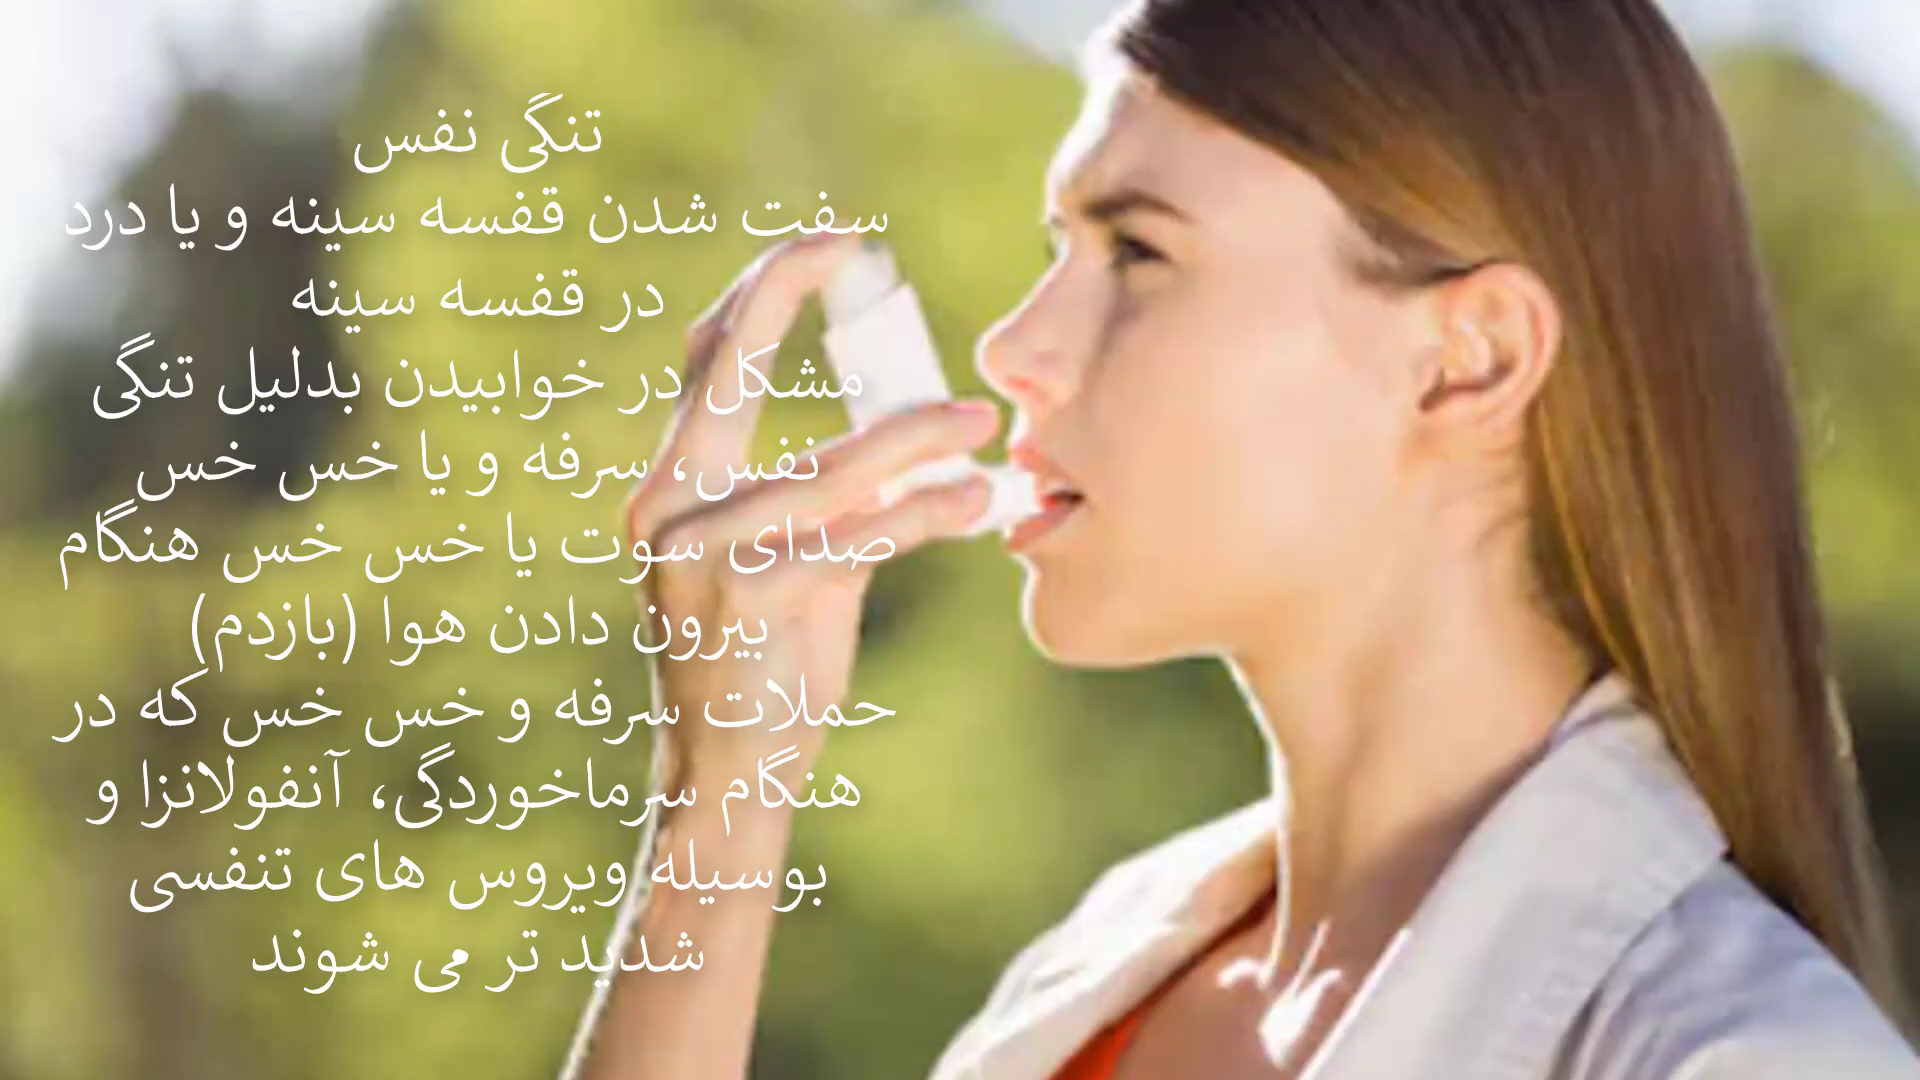 تنگی نفس
سفت شدن قفسه سینه و یا درد
در قفسه سینه
مشکل در خوابیدن بدلیل تنگی
نفس، سرفه و یا خس خس
صدای سوت یا خس خس هنگام
بیرون دادن هوا (بازدم)
حملات سرفه و خس خس که در
هنگام سرماخوردگی، آنفولانزا و
بوسیله ویروس های تنفسی
شدید تر می شوند